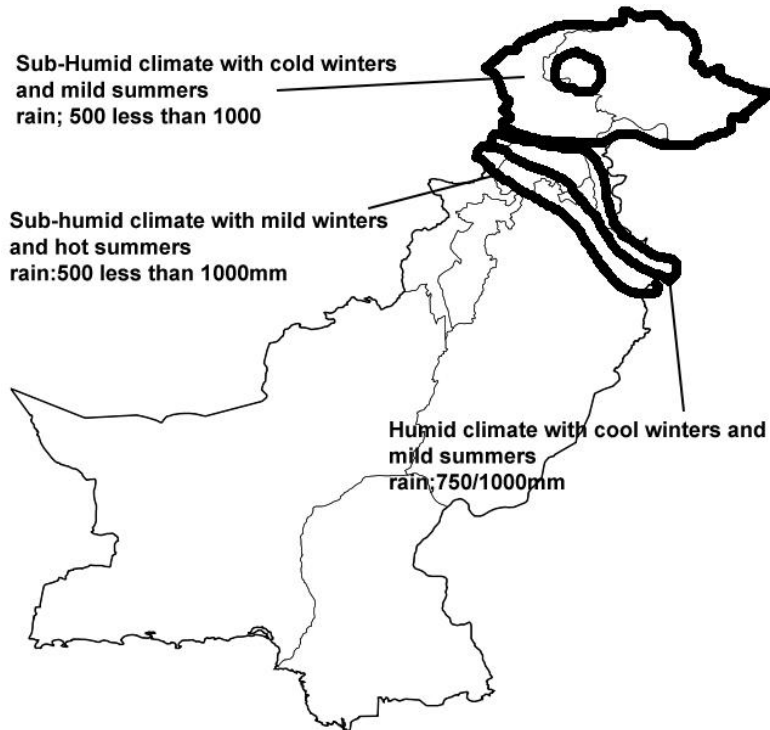 Sub-Humid climate with cold winters
and mild summers
rain; 500 less than 1000
Sub-humid climate with mild winters
and hot summers
rain:500 less than 1000mm
Humid climate with cool winters and
mild summers
rain;750/1000mm